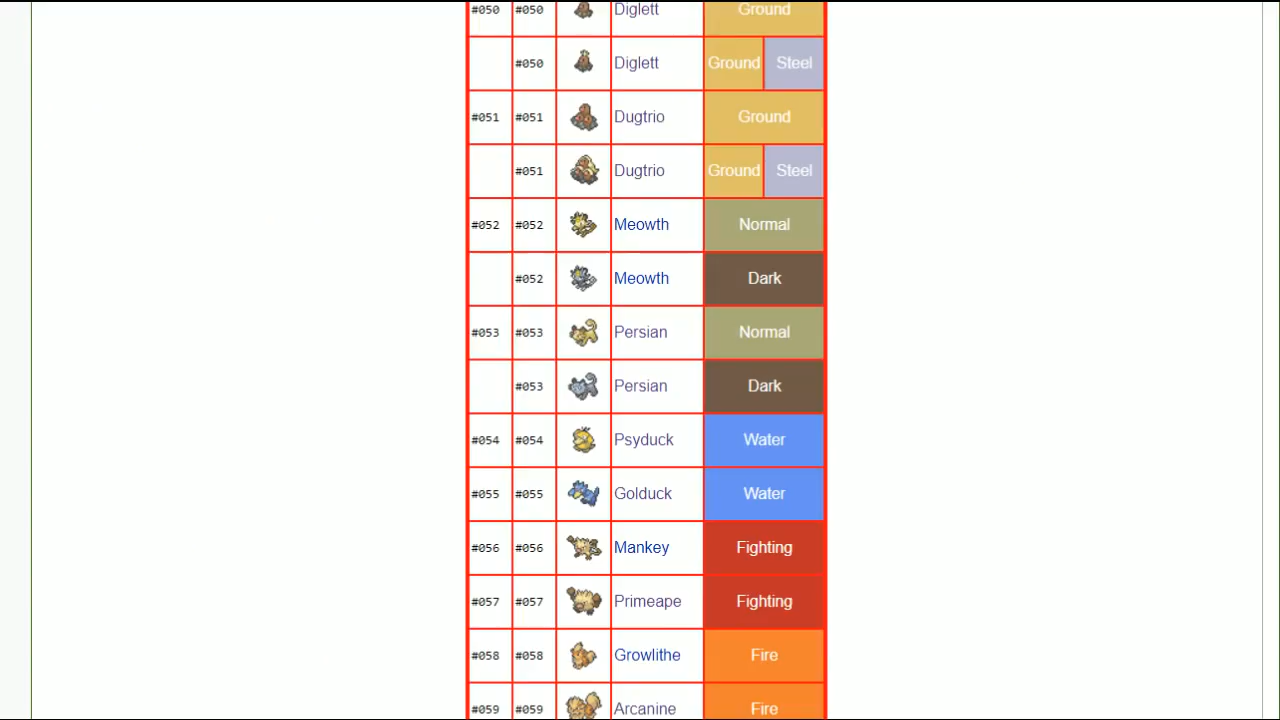 #050 #050 Diglett Ground
#050 Diglett Ground Steel
#051 #051 Dugtrio Ground
#051 Dugtrio Ground Steel
#052 #052 Meowth Normal
#052 Meowth Dark
#053 #053 Persian Normal
#053 Persian Dark
#054 #054 Psyduck Water
#055 #055 Golduck Water
#056 #056 Mankey Fighting
#057 #057 Primeape Fighting
#058 #058 Growlithe Fire
#059 #059 Arcanine Fire